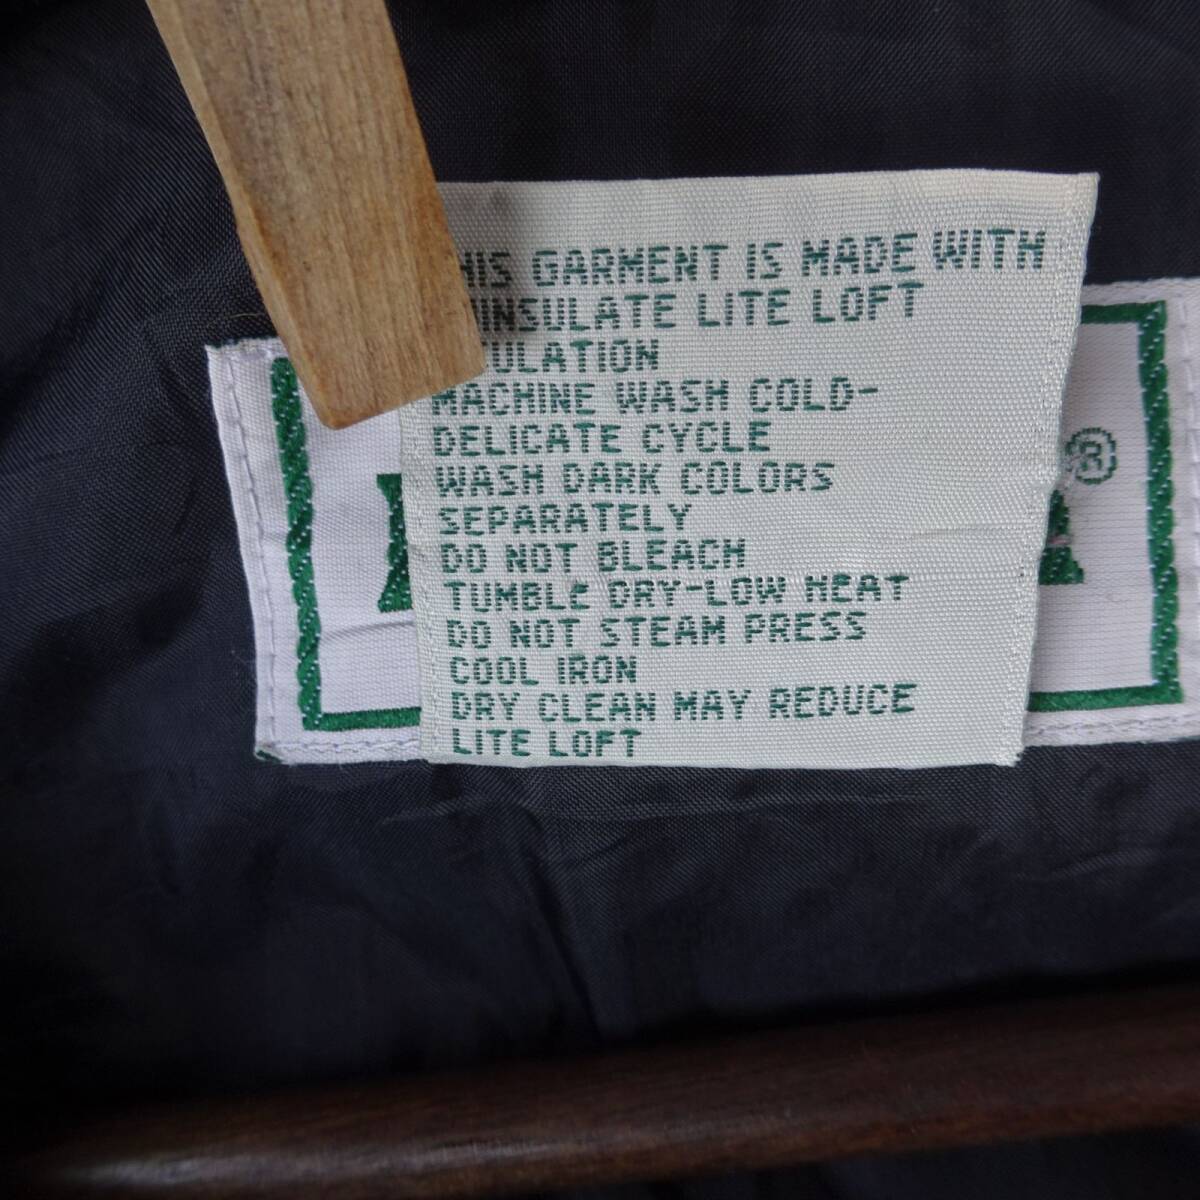 HIS GARMENT IS MADE WITH
INSULATE LITE LOFT
ULATION
MACHINE WASH COLD-
DELICATE CYCLE
WASH DARK COLORS
SEPARATELY
DO NOT BLEACH
TUMBLE DRY-LOW HEAT
DO NOT STEAM PRESS
COOL IRON
DRY CLEAN MAY REDUCE
LITE LOFT
®